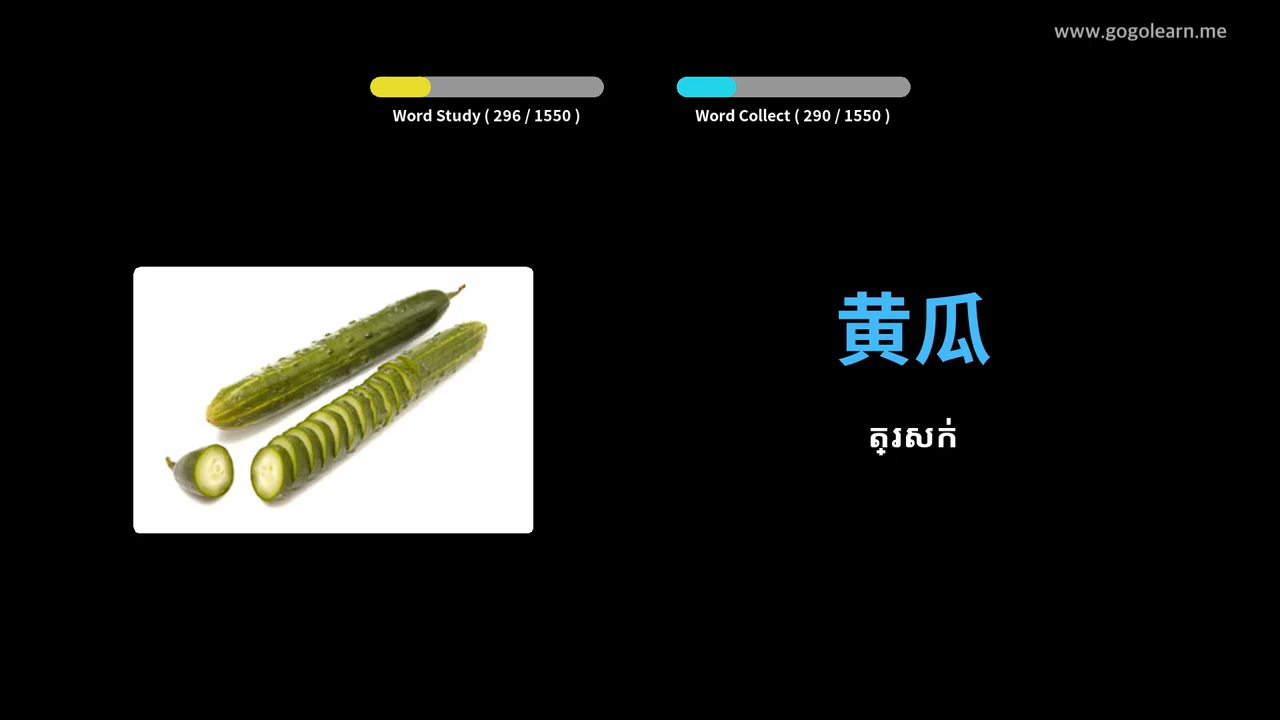 www.gogolearn.me
Word Study ( 296 / 1550 )
Word Collect ( 290 / 1550 )
黄瓜
ត្រសក់